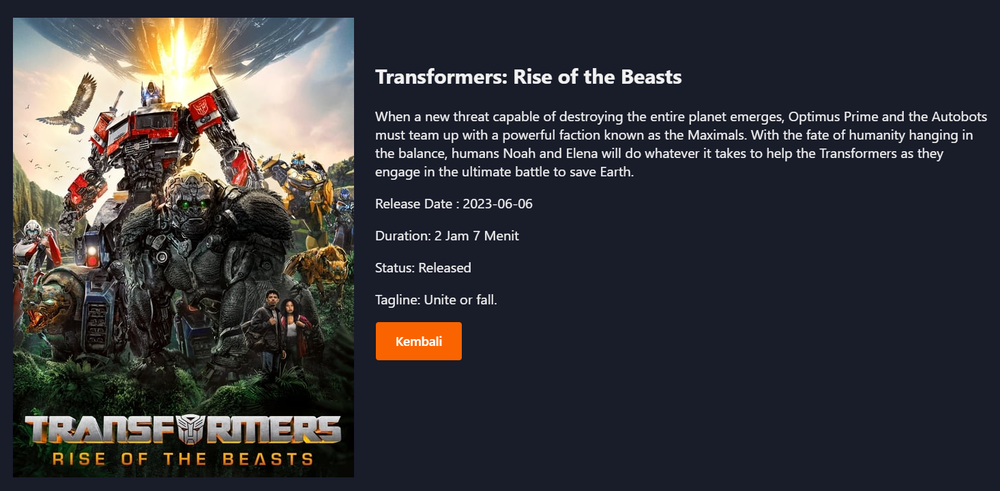 Transformers: Rise of the Beasts
When a new threat capable of destroying the entire planet emerges, Optimus Prime and the Autobots
must team up with a powerful faction known as the Maximals. With the fate of humanity hanging in
the balance, humans Noah and Elena will do whatever it takes to help the Transformers as they
engage in the ultimate battle to save Earth.
Release Date : 2023-06-06
Duration: 2 Jam 7 Menit
Status: Released
Tagline: Unite or fall.
Kembali
TRANSFORMERS
RISE OF THE BEASTS